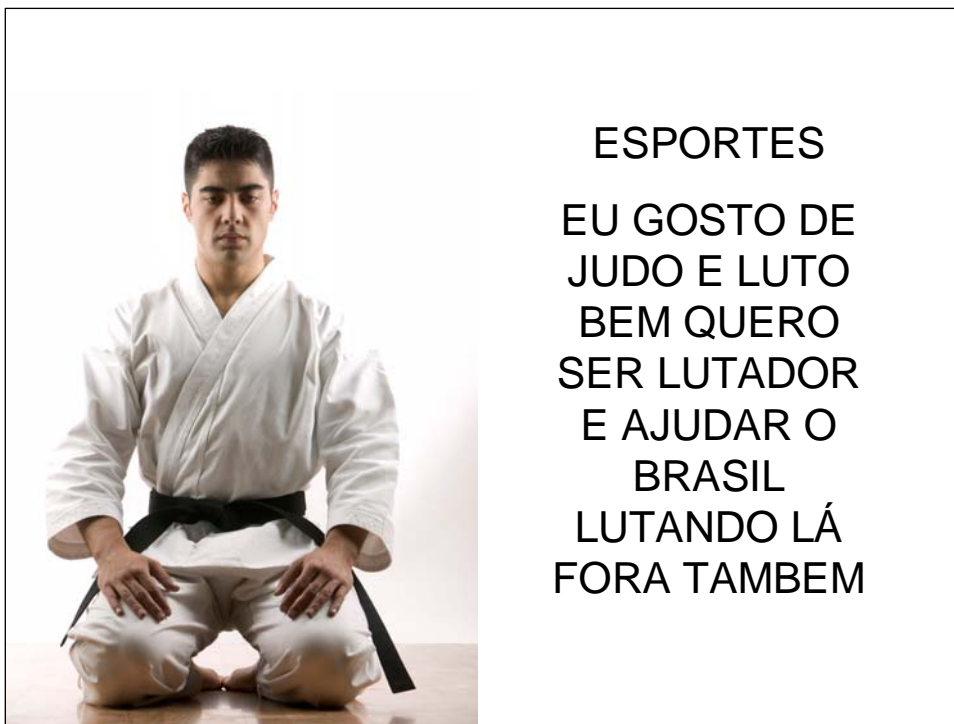 ESPORTES
EU GOSTO DE
JUDO E LUTO
BEM QUERO
SER LUTADOR
E AJUDAR O
BRASIL
LUTANDO LÁ
FORA TAMBEM